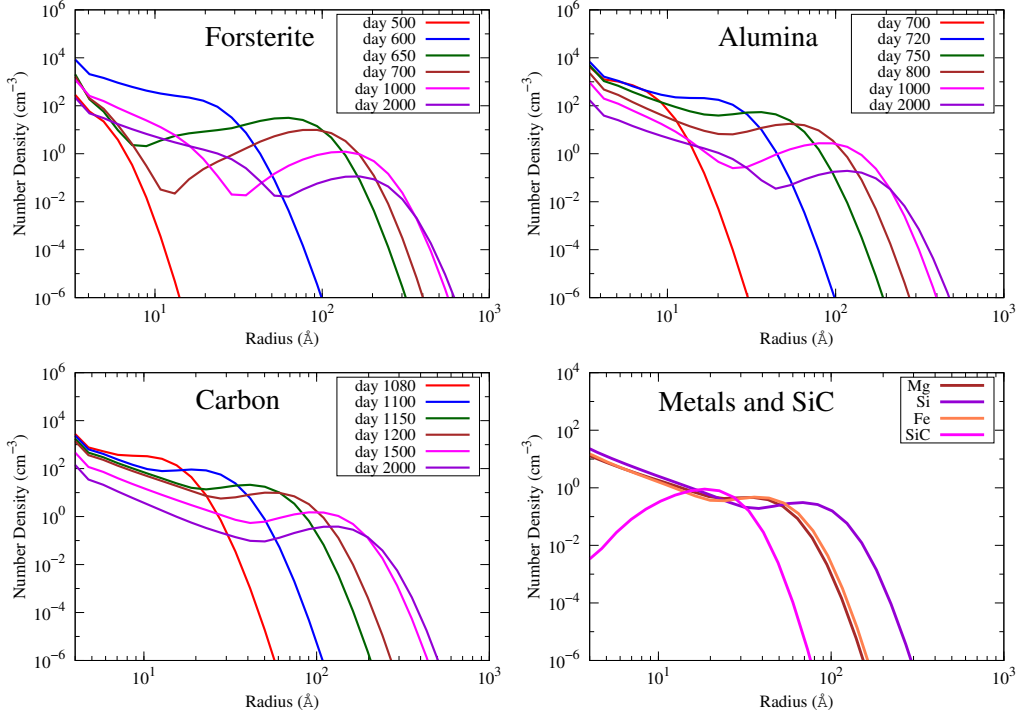 Forsterite
day 500
day 600
day 650
day 700
day 1000
day 2000
Number Density (cm⁻³)
10⁶
10⁴
10²
10⁰
10⁻²
10⁻⁴
10⁻⁶
10¹
10²
10³
Radius (Å)
Alumina
day 700
day 720
day 750
day 800
day 1000
day 2000
Number Density (cm⁻³)
10⁶
10⁴
10²
10⁰
10⁻²
10⁻⁴
10⁻⁶
10¹
10²
10³
Radius (Å)
Carbon
day 1080
day 1100
day 1150
day 1200
day 1500
day 2000
Number Density (cm⁻³)
10⁶
10⁴
10²
10⁰
10⁻²
10⁻⁴
10⁻⁶
10¹
10²
10³
Radius (Å)
Metals and SiC
Mg
Si
Fe
SiC
Number Density (cm⁻³)
10⁴
10²
10⁰
10⁻²
10⁻⁴
10⁻⁶
10¹
10²
10³
Radius (Å)